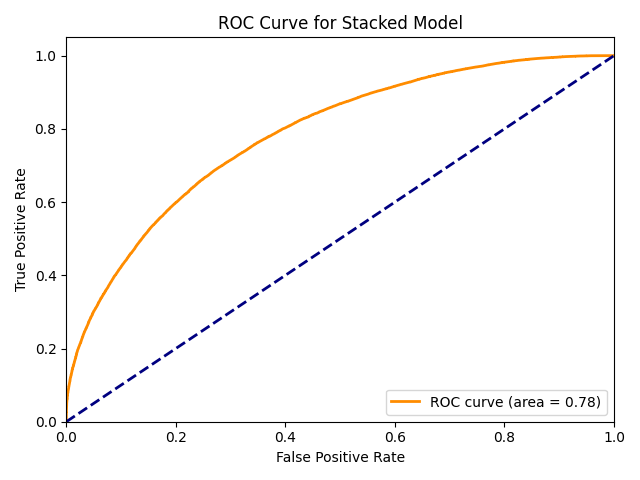 ROC Curve for Stacked Model
1.0
0.8
0.6
0.4
0.2
0.0
True Positive Rate
ROC curve (area = 0.78)
0.0 0.2 0.4 0.6 0.8 1.0
False Positive Rate